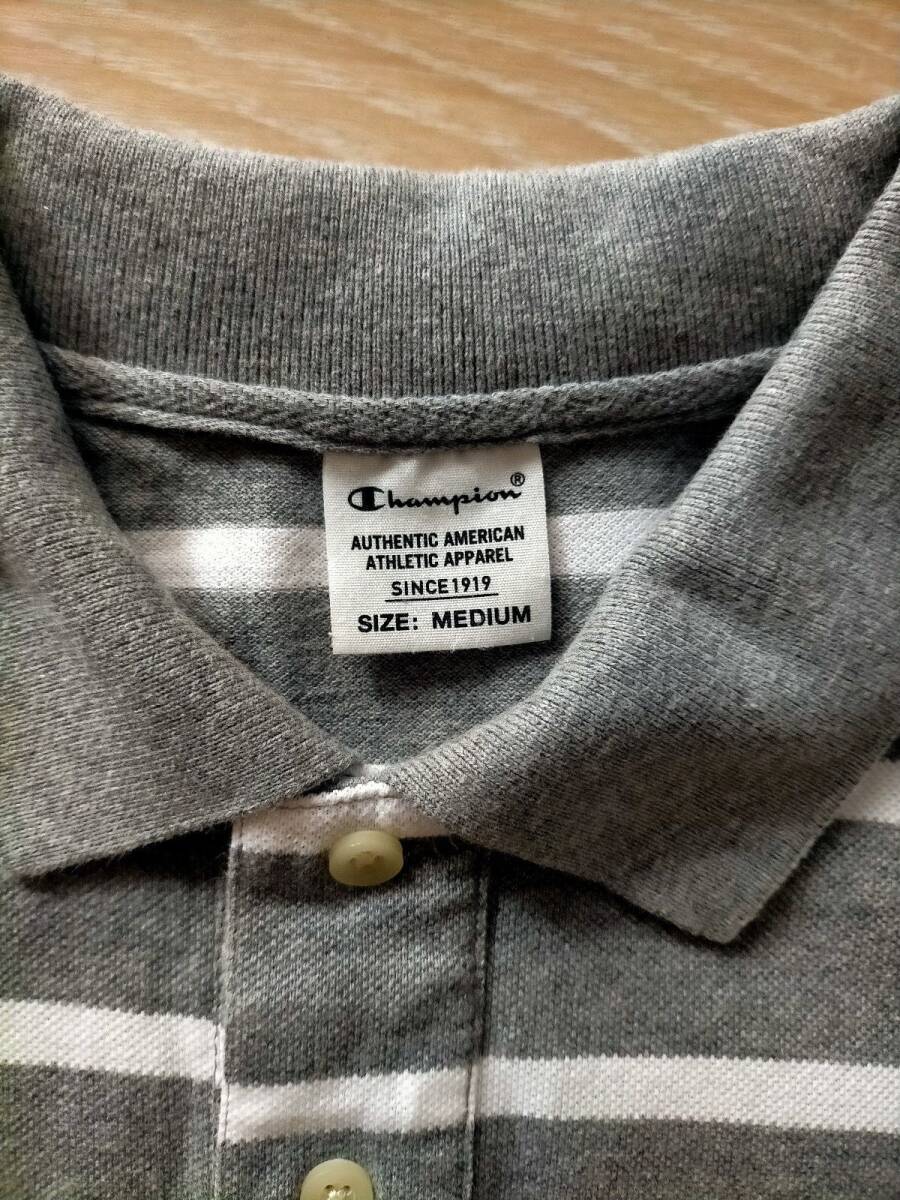 Champion®
AUTHENTIC AMERICAN
ATHLETIC APPAREL
SINCE 1919
SIZE: MEDIUM